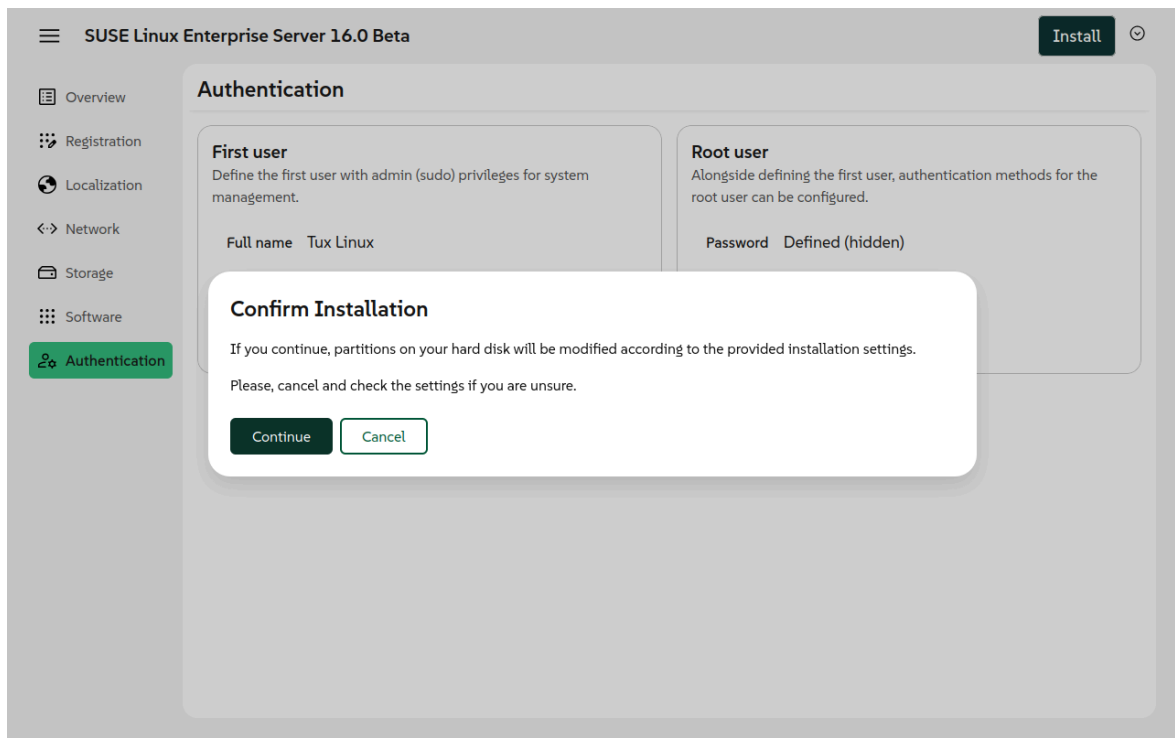 SUSE Linux Enterprise Server 16.0 Beta
Install
Overview
Registration
Localization
Network
Storage
Software
Authentication
Authentication
First user
Define the first user with admin (sudo) privileges for system
management.
Full name Tux Linux
Root user
Alongside defining the first user, authentication methods for the
root user can be configured.
Password Defined (hidden)
Confirm Installation
If you continue, partitions on your hard disk will be modified according to the provided installation settings.
Please, cancel and check the settings if you are unsure.
Continue
Cancel